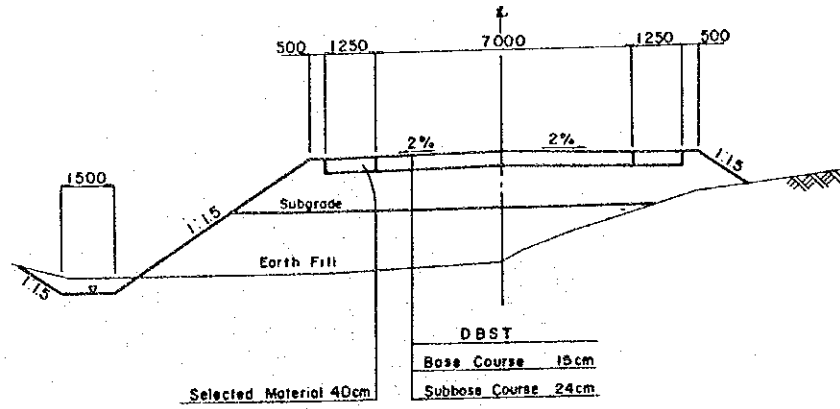 500 1250 7000 1250 500
2% 2%
1500
1:1.5
1:1.5
Subgrade
Earth Fill
1:1.5
DBST
Base Course 15cm
Selected Material 40cm
Subbase Course 24cm